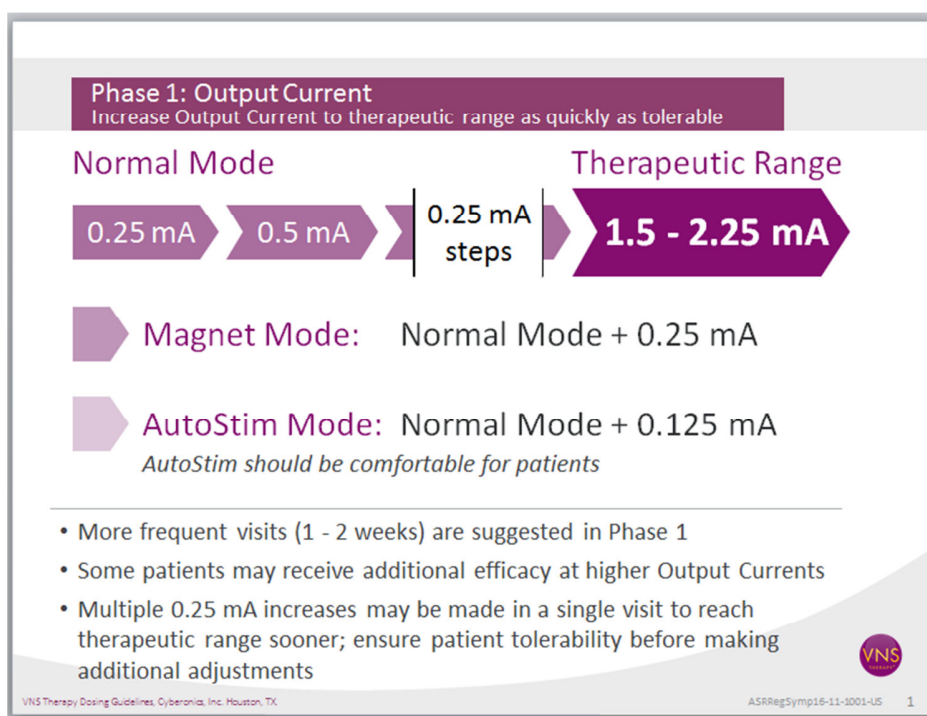 Phase 1: Output Current
Increase Output Current to therapeutic range as quickly as tolerable
Normal Mode
Therapeutic Range
0.25 mA
0.5 mA
0.25 mA
steps
1.5 - 2.25 mA
Magnet Mode: Normal Mode + 0.25 mA
AutoStim Mode: Normal Mode + 0.125 mA
AutoStim should be comfortable for patients
• More frequent visits (1 - 2 weeks) are suggested in Phase 1
• Some patients may receive additional efficacy at higher Output Currents
• Multiple 0.25 mA increases may be made in a single visit to reach
therapeutic range sooner; ensure patient tolerability before making
additional adjustments
VNS
THERAPY
VNS Therapy Dosing Guidelines, Cyberonics, Inc. Houston, TX
ASRRegSymp16-11-1001-US 1